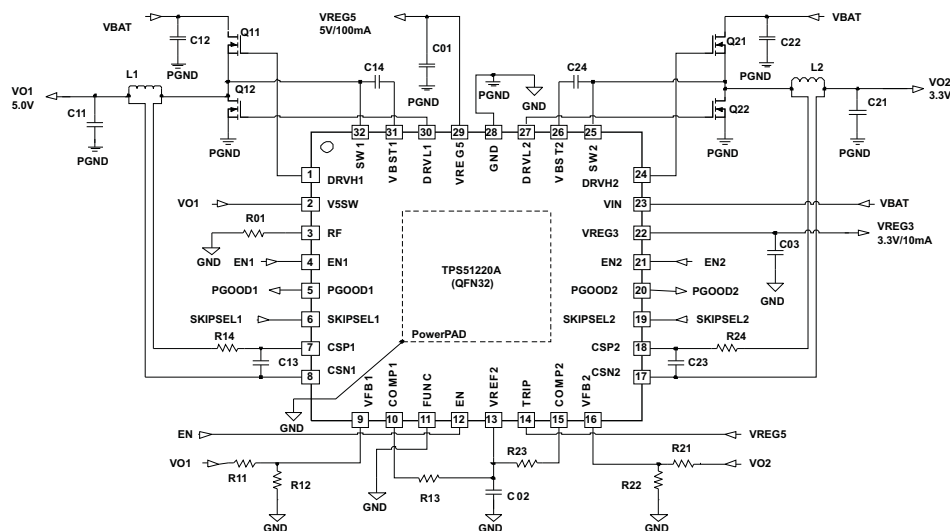 VBAT
C12
Q11
PGND
VREG5
5V/100mA
C01
PGND
Q21
VBAT
C22
PGND
L1
VO1
5.0V
C11
PGND
Q12
C14
PGND
PGND
GND
C24
Q22
PGND
L2
VO2
3.3V
C21
PGND
32
31
30
29
28
27
26
25
SW1
VBST1
DRVL1
VREG5
GND
DRVL2
VBST2
SW2
1
DRVH1
DRVH2
24
VO1
2
V5SW
VIN
23
VBAT
R01
GND
3
RF
VREG3
22
VREG3
3.3V/10mA
C03
GND
EN1
4
EN1
EN2
21
EN2
PGOOD1
5
PGOOD1
PGOOD2
20
PGOOD2
SKIPSEL1
6
SKIPSEL1
SKIPSEL2
19
SKIPSEL2
TPS51220A
(QFN32)
PowerPAD
R14
7
CSP1
CSP2
18
R24
C13
8
CSN1
CSN2
17
C23
GND
VFB1
COMP1
FUNC
EN
VREF2
TRIP
COMP2
VFB2
9
10
11
12
13
14
15
16
EN
VREG5
VO1
R11
R12
GND
GND
R13
R23
C02
GND
R21
VO2
R22
GND